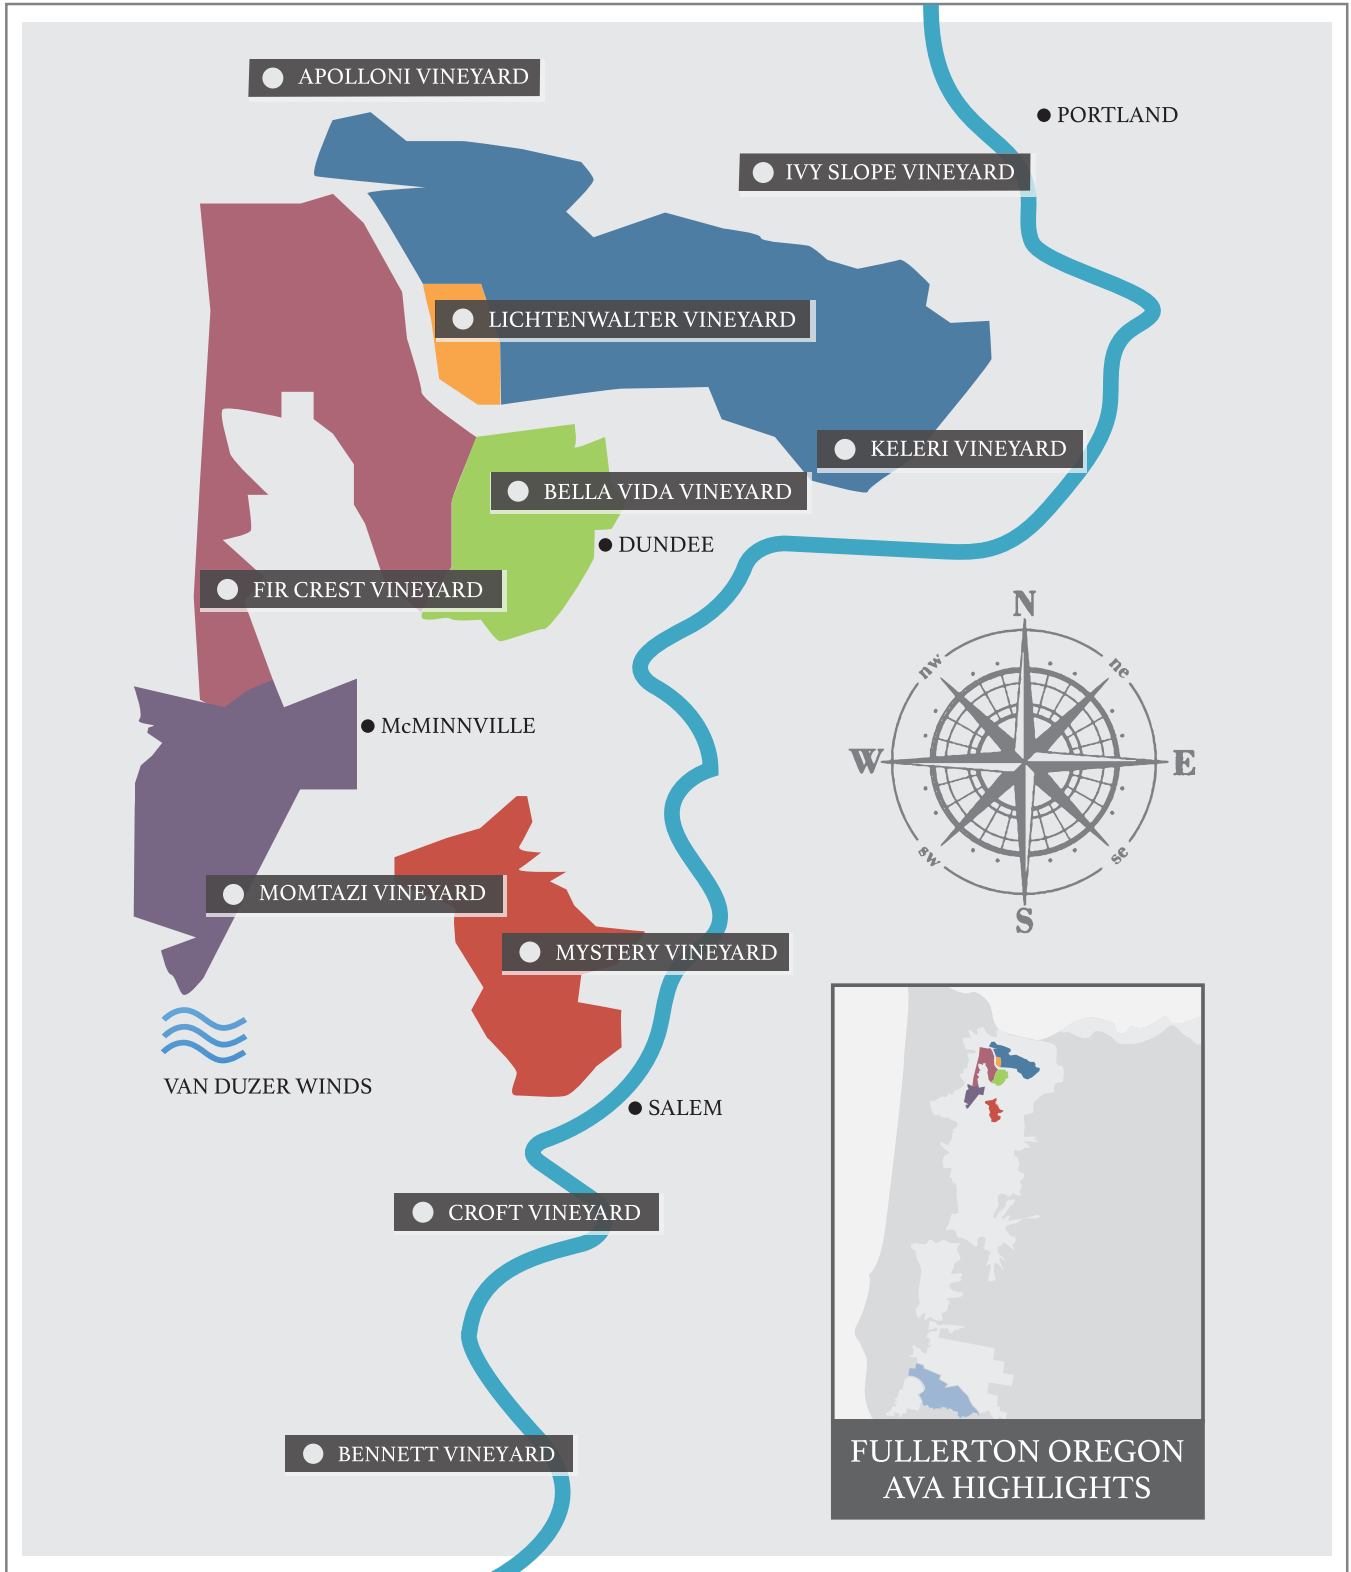 APOLLONI VINEYARD
PORTLAND
IVY SLOPE VINEYARD
LICHTENWALTER VINEYARD
KELERI VINEYARD
BELLA VIDA VINEYARD
DUNDEE
FIR CREST VINEYARD
N
nw
ne
McMINNVILLE
W
E
sw
se
MOMTAZI VINEYARD
S
MYSTERY VINEYARD
VAN DUZER WINDS
SALEM
CROFT VINEYARD
BENNETT VINEYARD
FULLERTON OREGON
AVA HIGHLIGHTS